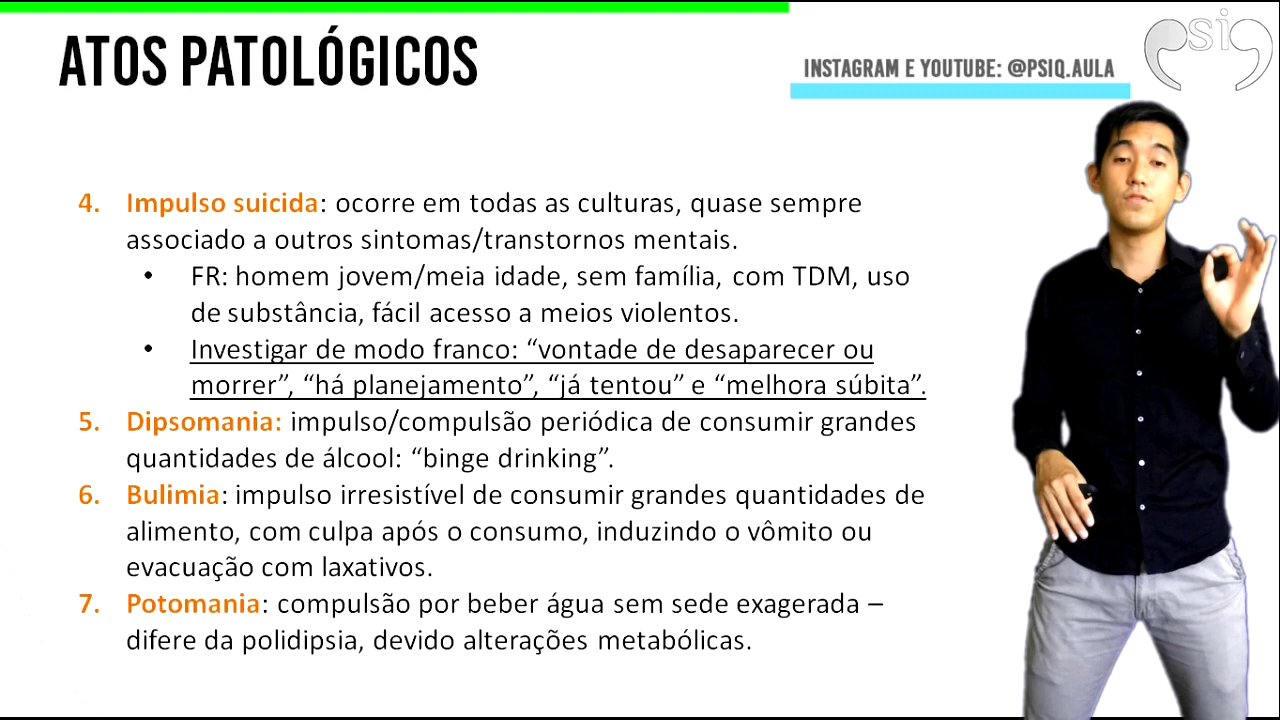 ATOS PATOLÓGICOS
INSTAGRAM E YOUTUBE: @PSIQ.AULA
psiq
4. Impulso suicida: ocorre em todas as culturas, quase sempre
associado a outros sintomas/transtornos mentais.
• FR: homem jovem/meia idade, sem família, com TDM, uso
de substância, fácil acesso a meios violentos.
• Investigar de modo franco: “vontade de desaparecer ou
morrer”, “há planejamento”, “já tentou” e “melhora súbita”.
5. Dipsomania: impulso/compulsão periódica de consumir grandes
quantidades de álcool: “binge drinking”.
6. Bulimia: impulso irresistível de consumir grandes quantidades de
alimento, com culpa após o consumo, induzindo o vômito ou
evacuação com laxativos.
7. Potomania: compulsão por beber água sem sede exagerada –
difere da polidipsia, devido alterações metabólicas.